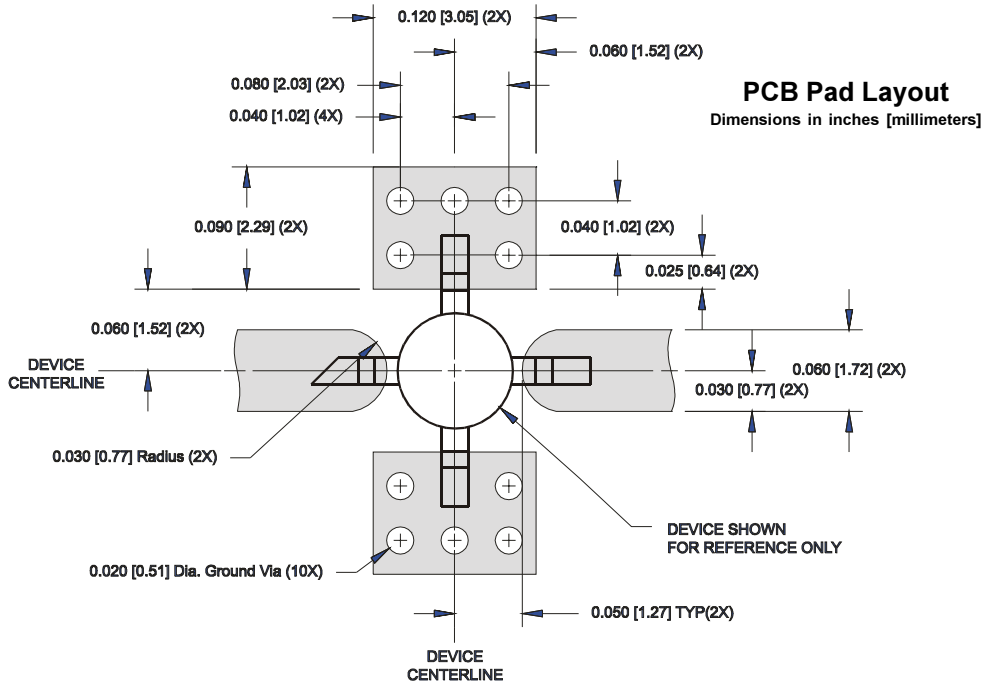 0.120 [3.05] (2X)
0.060 [1.52] (2X)
0.080 [2.03] (2X)
PCB Pad Layout
0.040 [1.02] (4X)
Dimensions in inches [millimeters]
0.090 [2.29] (2X)
0.040 [1.02] (2X)
0.025 [0.64] (2X)
0.060 [1.52] (2X)
DEVICE
CENTERLINE
0.060 [1.72] (2X)
0.030 [0.77] (2X)
0.030 [0.77] Radius (2X)
DEVICE SHOWN
FOR REFERENCE ONLY
0.020 [0.51] Dia. Ground Via (10X)
0.050 [1.27] TYP(2X)
DEVICE
CENTERLINE